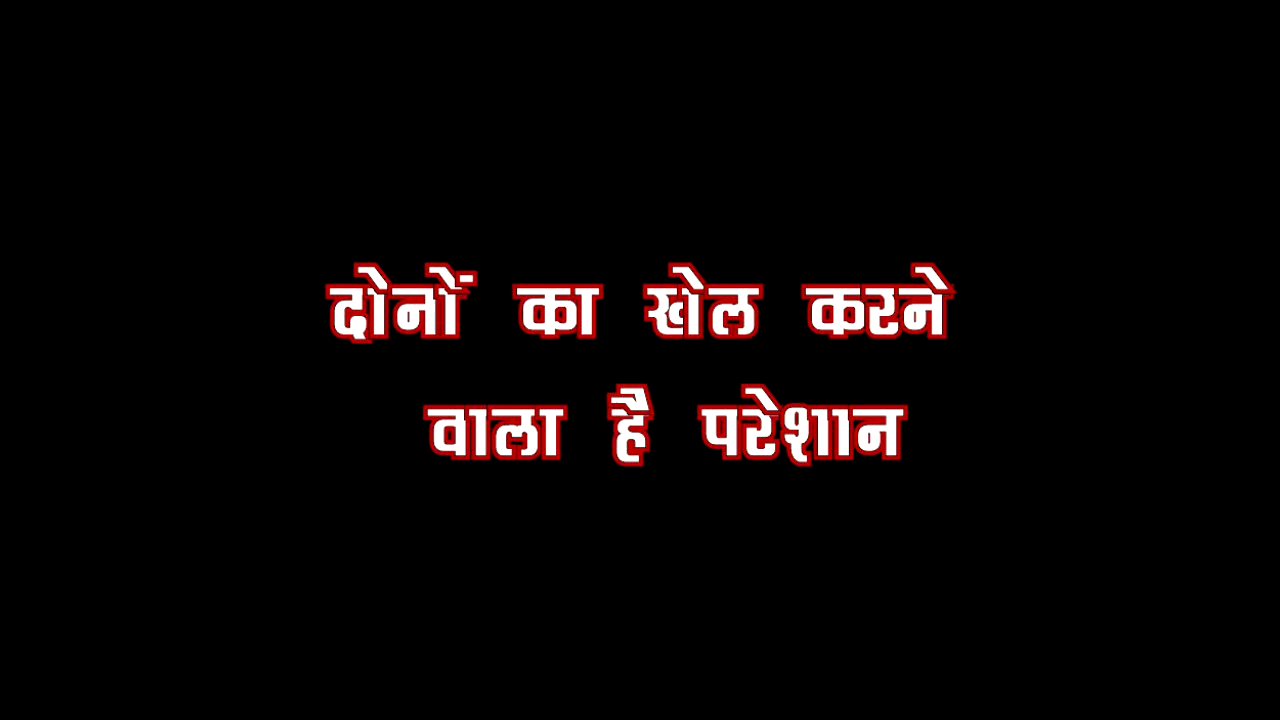 दोनों का खेल करने
वाला है परेशान